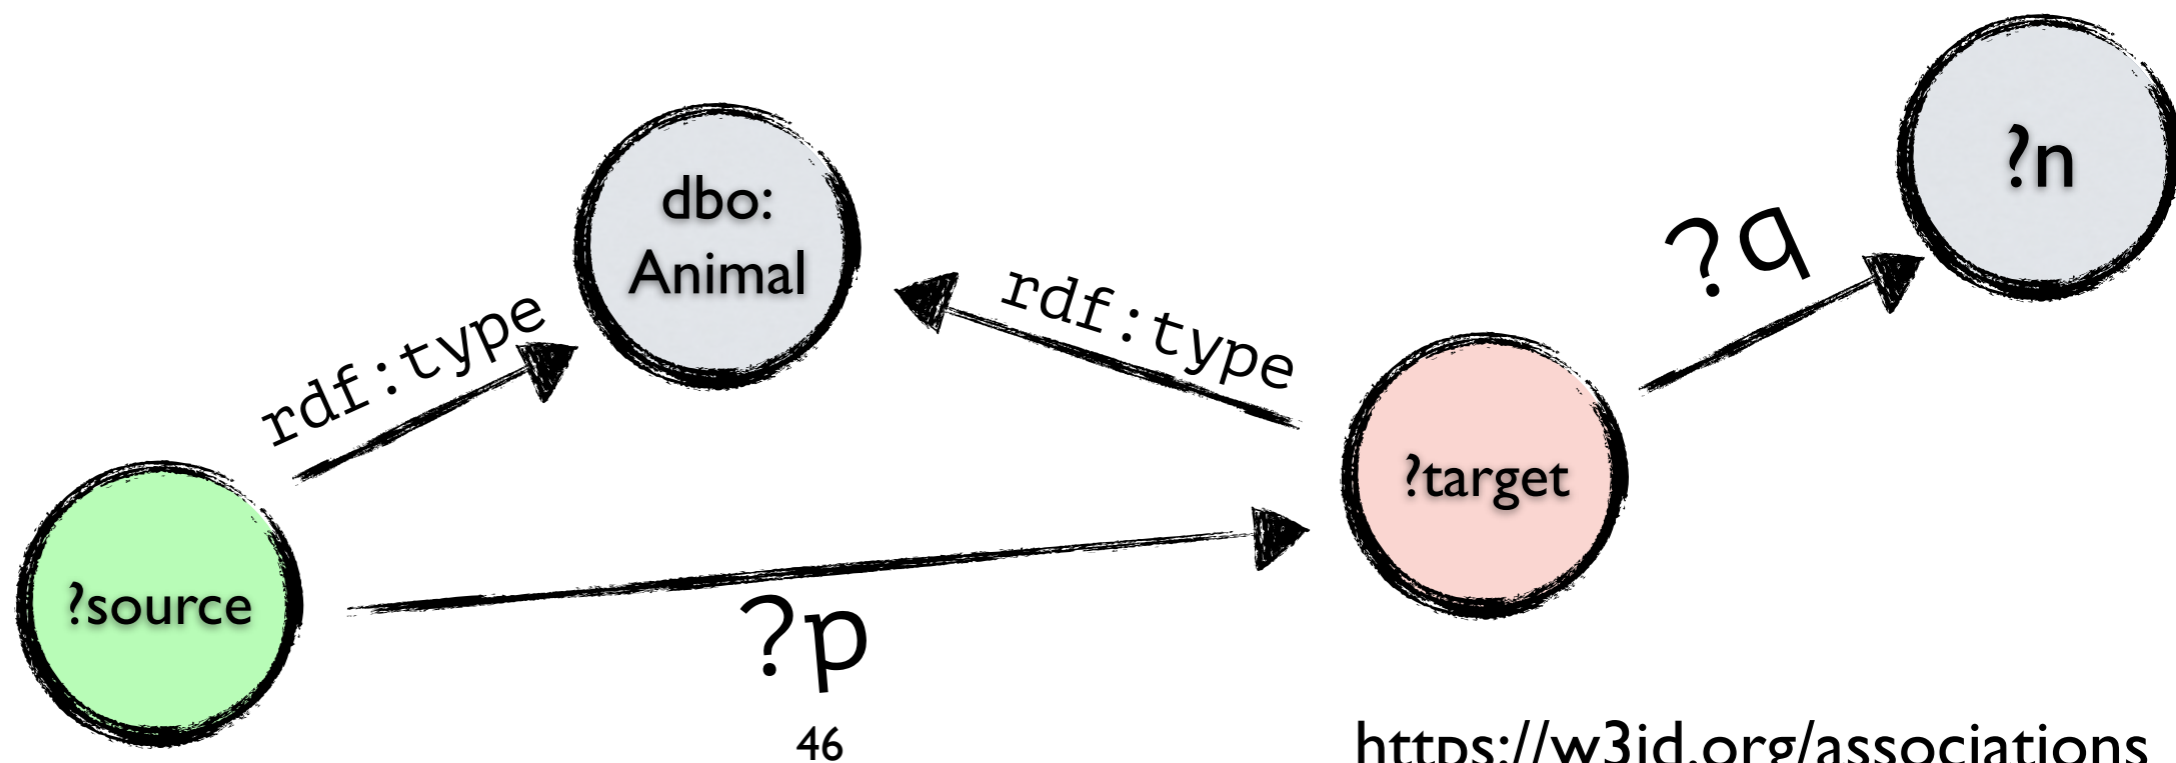 ?n
dbo:
Animal
?q
rdf:type
rdf:type
?target
?source
?p
46
https://w3id.org/associations